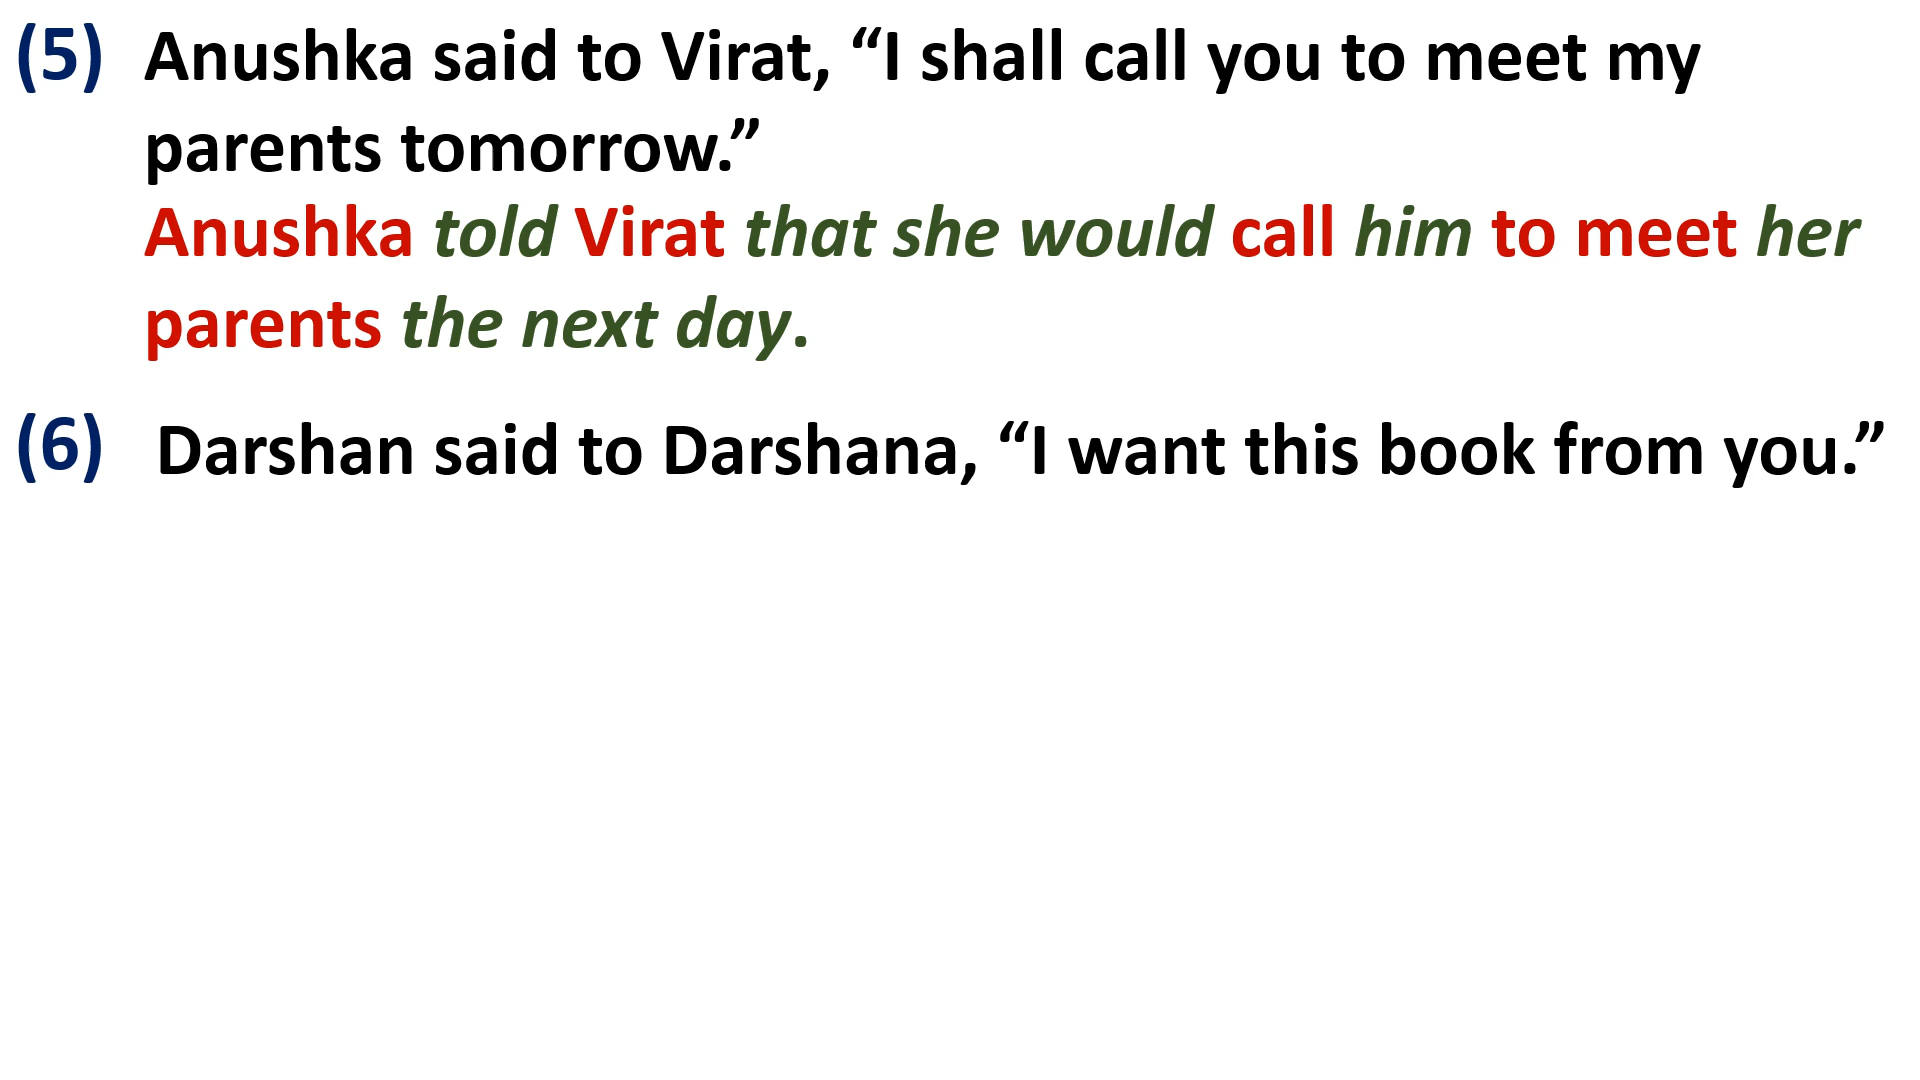 (5) Anushka said to Virat, “I shall call you to meet my
parents tomorrow.”
Anushka told Virat that she would call him to meet her
parents the next day.
(6) Darshan said to Darshana, “I want this book from you.”